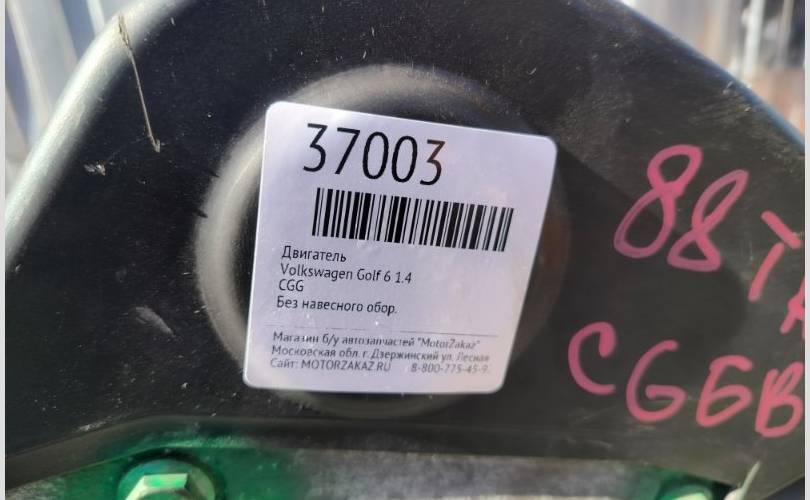 37003
Двигатель
Volkswagen Golf 6 1.4
CGG
Без навесного обор.
Магазин б/у автозапчастей "MotorZakaz"
Московская обл. г. Дзержинский ул. Лесная
Сайт: MOTORZAKAZ.RU 8-800-775-45-9
88 т
CGGB